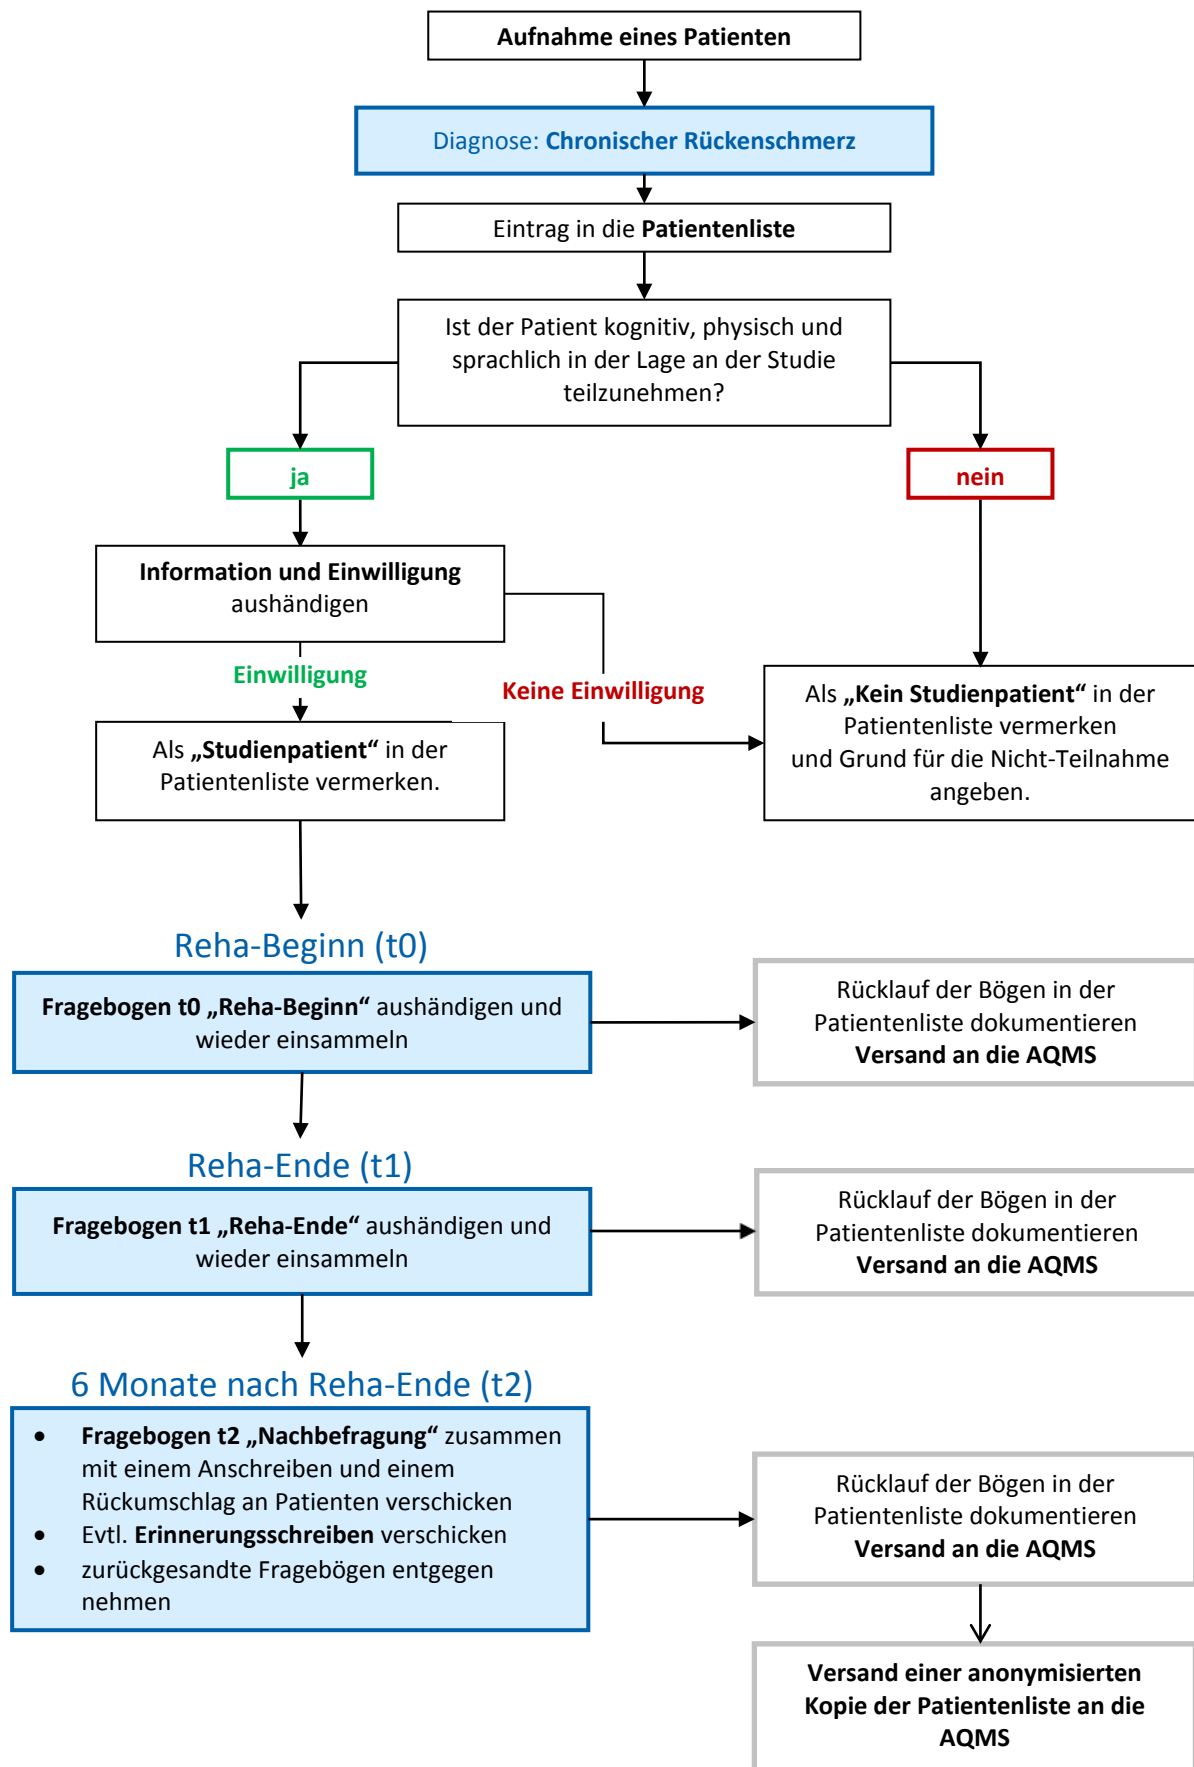 Aufnahme eines Patienten
Diagnose: Chronischer Rückenschmerz
Eintrag in die Patientenliste
Ist der Patient kognitiv, physisch und
sprachlich in der Lage an der Studie
teilzunehmen?
ja
nein
Information und Einwilligung
aushändigen
Einwilligung
Keine Einwilligung
Als „Studienpatient“ in der
Patientenliste vermerken.
Als „Kein Studienpatient“ in der
Patientenliste vermerken
und Grund für die Nicht-Teilnahme
angeben.
Reha-Beginn (t0)
Fragebogen t0 „Reha-Beginn“ aushändigen und
wieder einsammeln
Rücklauf der Bögen in der
Patientenliste dokumentieren
Versand an die AQMS
Reha-Ende (t1)
Fragebogen t1 „Reha-Ende“ aushändigen und
wieder einsammeln
Rücklauf der Bögen in der
Patientenliste dokumentieren
Versand an die AQMS
6 Monate nach Reha-Ende (t2)
• Fragebogen t2 „Nachbefragung“ zusammen
mit einem Anschreiben und einem
Rückumschlag an Patienten verschicken
• Evtl. Erinnerungsschreiben verschicken
• zurückgesandte Fragebögen entgegen
nehmen
Rücklauf der Bögen in der
Patientenliste dokumentieren
Versand an die AQMS
Versand einer anonymisierten
Kopie der Patientenliste an die
AQMS